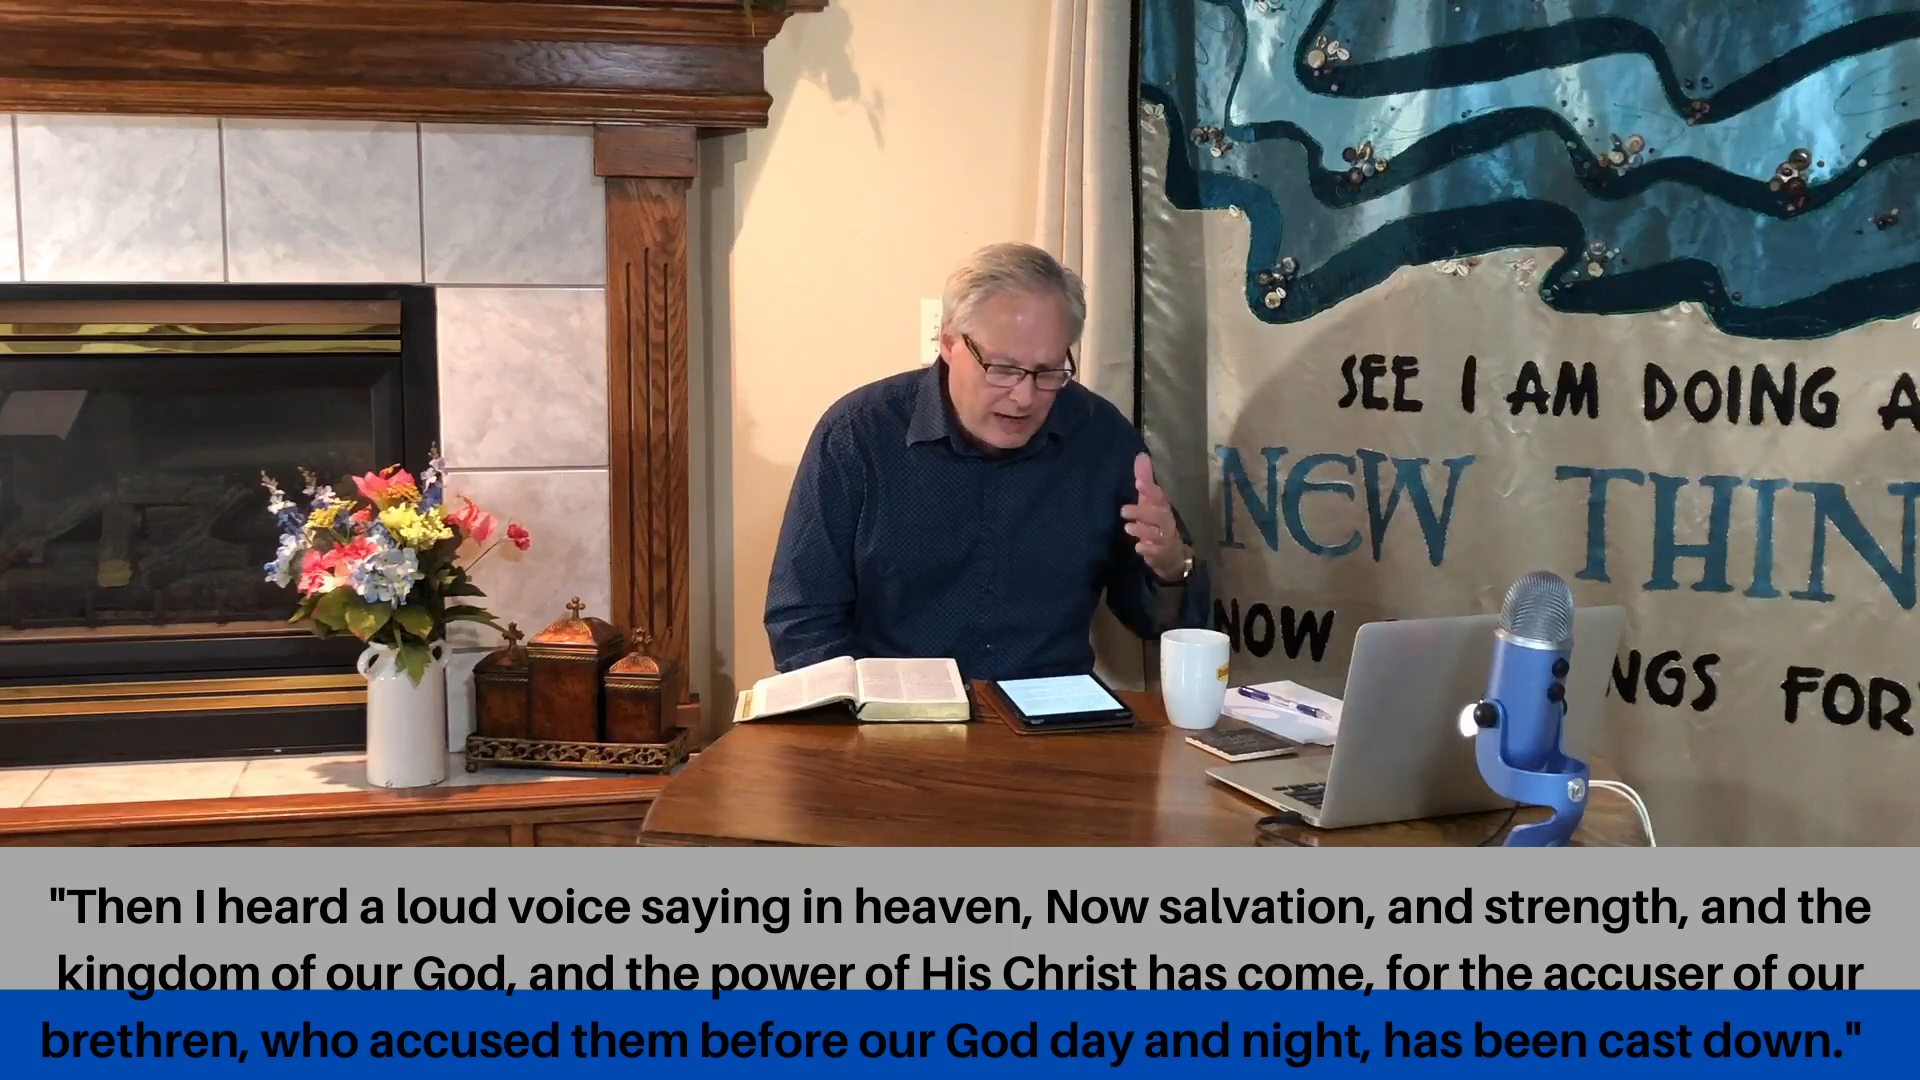 SEE I AM DOING A
NEW THIN
NOW NGS FOR
"Then I heard a loud voice saying in heaven, Now salvation, and strength, and the
kingdom of our God, and the power of His Christ has come, for the accuser of our
brethren, who accused them before our God day and night, has been cast down."